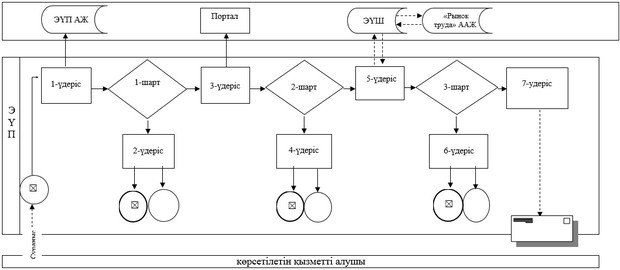 ЭҮП АЖ
Портал
ЭҮШ
«Рынок
труда» ААЖ
Э
Ү
П
1-үдеріс
1-шарт
3-үдеріс
2-шарт
5-үдеріс
3-шарт
7-үдеріс
2-үдеріс
4-үдеріс
6-үдеріс
көрсетілетін қызметті алушы